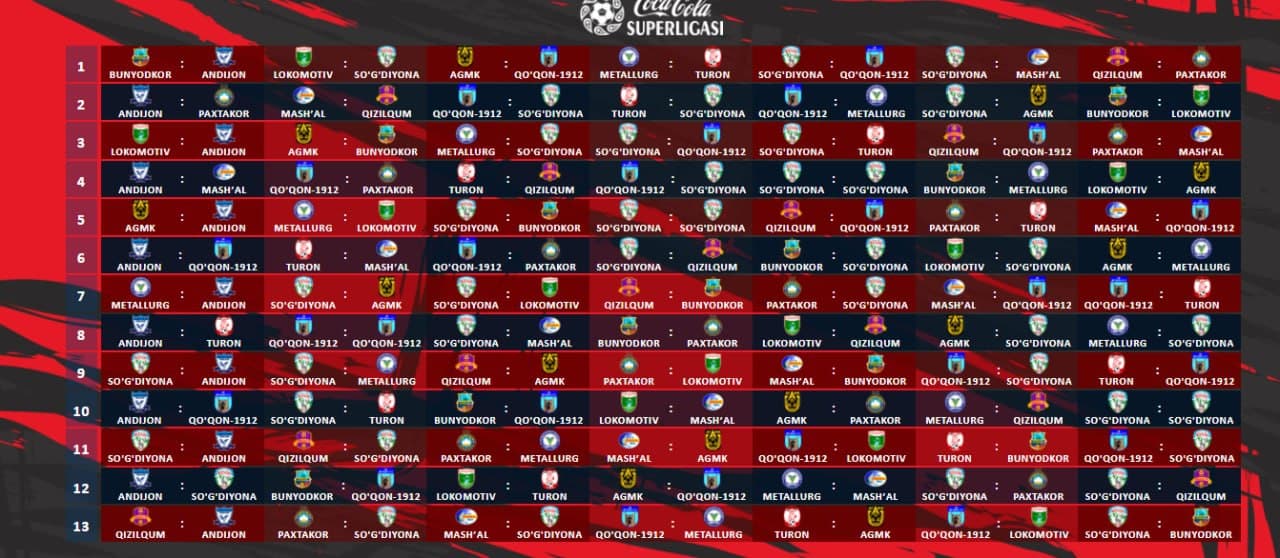 Coca-Cola
SUPERLIGASI
1 BUNYODKOR : ANDIJON LOKOMOTIV : SO'G'DIYONA AGMK : QO'QON-1912 METALLURG : TURON SO'G'DIYONA : QO'QON-1912 SO'G'DIYONA : MASH'AL QIZILQUM : PAXTAKOR
2 ANDIJON : PAXTAKOR MASH'AL : QIZILQUM QO'QON-1912 : SO'G'DIYONA TURON : SO'G'DIYONA QO'QON-1912 : METALLURG SO'G'DIYONA : AGMK BUNYODKOR : LOKOMOTIV
3 LOKOMOTIV : ANDIJON AGMK : BUNYODKOR METALLURG : SO'G'DIYONA SO'G'DIYONA : QO'QON-1912 SO'G'DIYONA : TURON QIZILQUM : QO'QON-1912 PAXTAKOR : MASH'AL
4 ANDIJON : MASH'AL QO'QON-1912 : PAXTAKOR TURON : QIZILQUM QO'QON-1912 : SO'G'DIYONA SO'G'DIYONA : SO'G'DIYONA BUNYODKOR : METALLURG LOKOMOTIV : AGMK
5 AGMK : ANDIJON METALLURG : LOKOMOTIV SO'G'DIYONA : BUNYODKOR SO'G'DIYONA : SO'G'DIYONA QIZILQUM : QO'QON-1912 PAXTAKOR : TURON MASH'AL : QO'QON-1912
6 ANDIJON : QO'QON-1912 TURON : MASH'AL QO'QON-1912 : PAXTAKOR SO'G'DIYONA : QIZILQUM BUNYODKOR : SO'G'DIYONA LOKOMOTIV : SO'G'DIYONA AGMK : METALLURG
7 METALLURG : ANDIJON SO'G'DIYONA : AGMK SO'G'DIYONA : LOKOMOTIV QIZILQUM : BUNYODKOR PAXTAKOR : SO'G'DIYONA MASH'AL : QO'QON-1912 QO'QON-1912 : TURON
8 ANDIJON : TURON QO'QON-1912 : QO'QON-1912 SO'G'DIYONA : MASH'AL BUNYODKOR : PAXTAKOR LOKOMOTIV : QIZILQUM AGMK : SO'G'DIYONA METALLURG : SO'G'DIYONA
9 SO'G'DIYONA : ANDIJON SO'G'DIYONA : METALLURG QIZILQUM : AGMK PAXTAKOR : LOKOMOTIV MASH'AL : BUNYODKOR QO'QON-1912 : SO'G'DIYONA TURON : QO'QON-1912
10 ANDIJON : QO'QON-1912 SO'G'DIYONA : TURON BUNYODKOR : QO'QON-1912 LOKOMOTIV : MASH'AL AGMK : PAXTAKOR METALLURG : QIZILQUM SO'G'DIYONA : SO'G'DIYONA
11 SO'G'DIYONA : ANDIJON QIZILQUM : SO'G'DIYONA PAXTAKOR : METALLURG MASH'AL : AGMK QO'QON-1912 : LOKOMOTIV TURON : BUNYODKOR QO'QON-1912 : SO'G'DIYONA
12 ANDIJON : SO'G'DIYONA BUNYODKOR : QO'QON-1912 LOKOMOTIV : TURON AGMK : QO'QON-1912 METALLURG : MASH'AL SO'G'DIYONA : PAXTAKOR SO'G'DIYONA : QIZILQUM
13 QIZILQUM : ANDIJON PAXTAKOR : SO'G'DIYONA MASH'AL : SO'G'DIYONA QO'QON-1912 : METALLURG TURON : AGMK QO'QON-1912 : LOKOMOTIV SO'G'DIYONA : BUNYODKOR